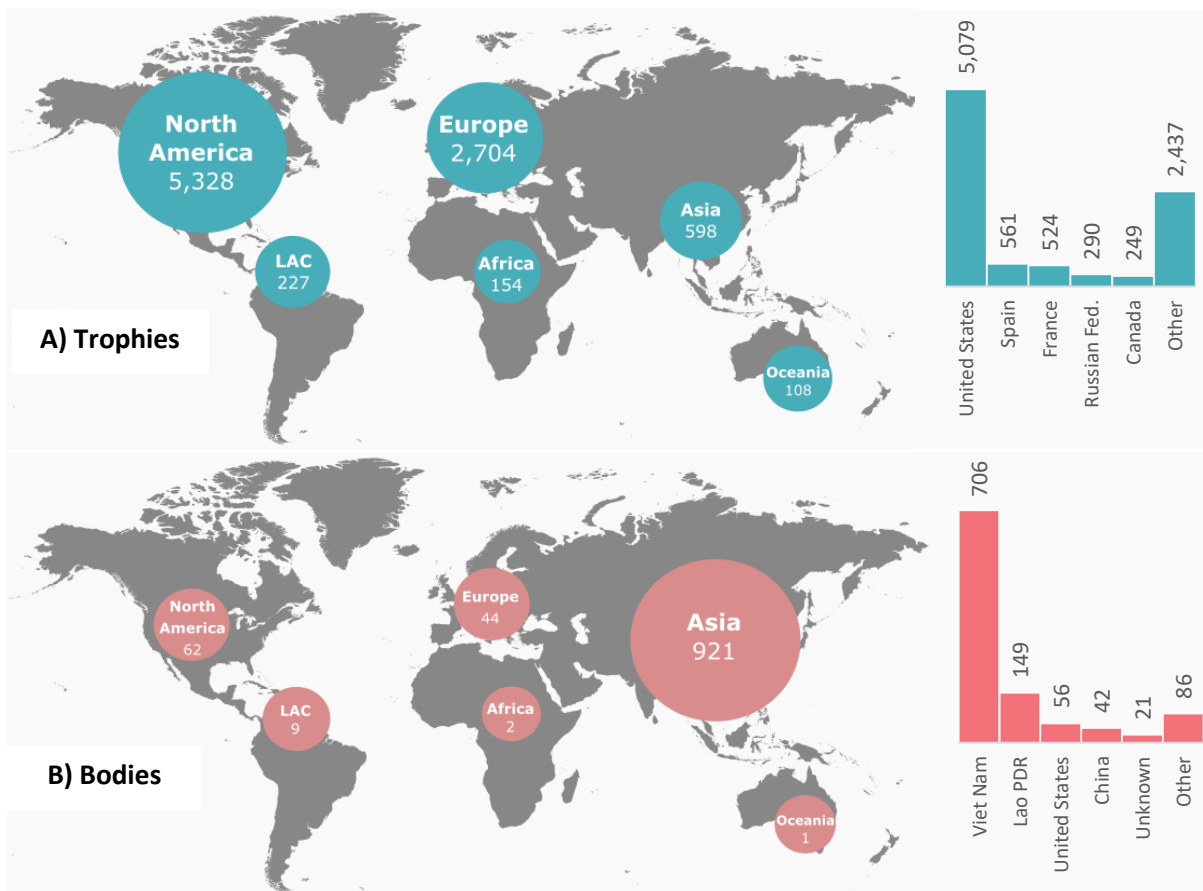 North
America
5,328
Europe
2,704
Asia
598
LAC
227
Africa
154
Oceania
108
A) Trophies
5,079
561
524
290
249
2,437
United States
Spain
France
Russian Fed.
Canada
Other
North
America
62
Europe
44
Asia
921
LAC
9
Africa
2
Oceania
1
B) Bodies
706
149
56
42
21
86
Viet Nam
Lao PDR
United States
China
Unknown
Other